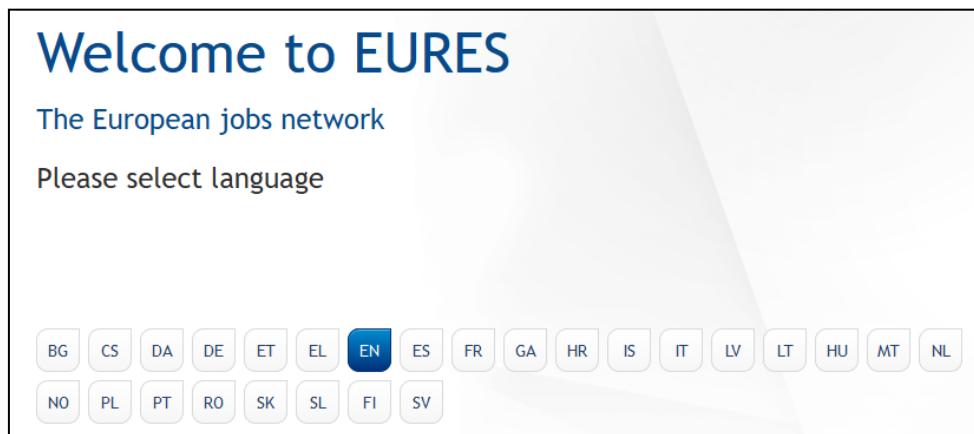 Welcome to EURES
The European jobs network
Please select language
BG CS DA DE ET EL EN ES FR GA HR IS IT LV LT HU MT NL
NO PL PT RO SK SL FI SV